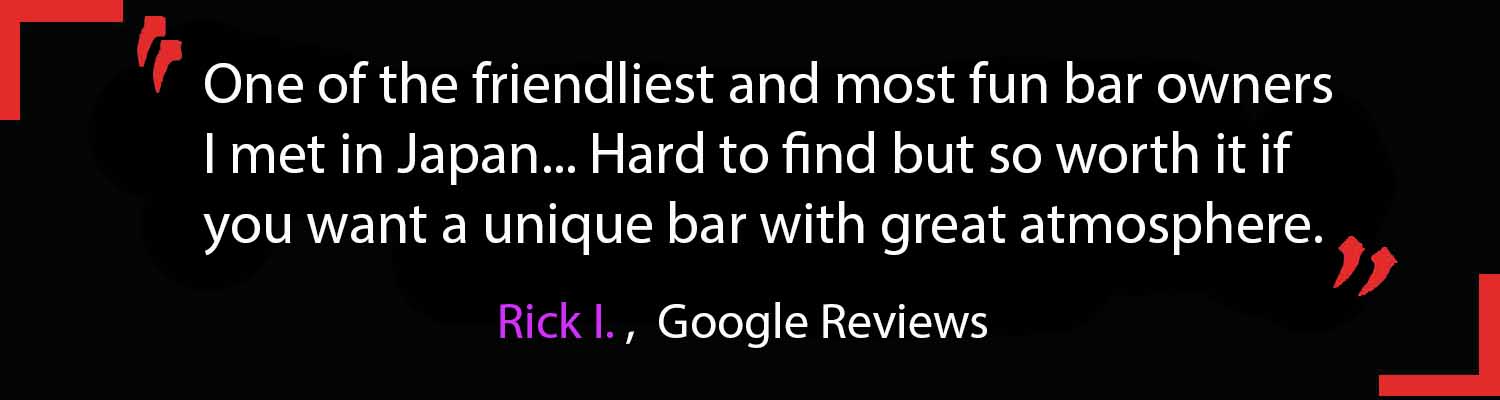 “One of the friendliest and most fun bar owners
I met in Japan... Hard to find but so worth it if
you want a unique bar with great atmosphere.”
Rick I. , Google Reviews